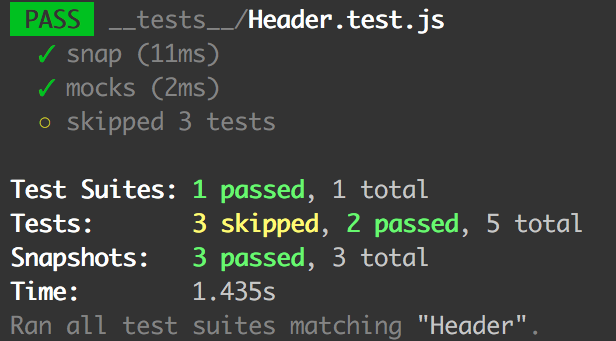 PASS __tests__/Header.test.js
✓ snap (11ms)
✓ mocks (2ms)
○ skipped 3 tests
Test Suites: 1 passed, 1 total
Tests: 3 skipped, 2 passed, 5 total
Snapshots: 3 passed, 3 total
Time: 1.435s
Ran all test suites matching "Header".